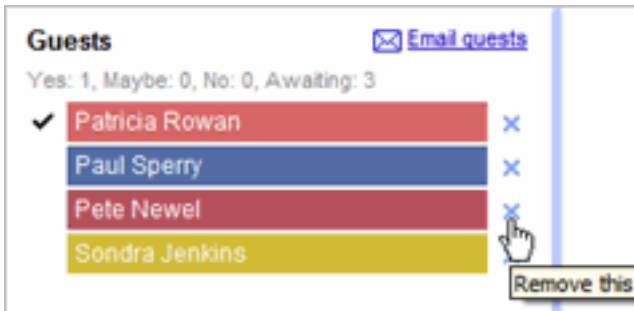 Guests
Email guests
Yes: 1, Maybe: 0, No: 0, Awaiting: 3
Patricia Rowan
Paul Sperry
Pete Newel
Sondra Jenkins
Remove this